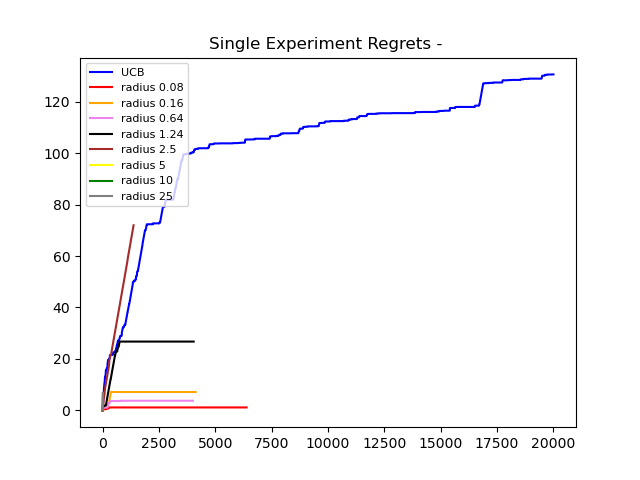 Single Experiment Regrets -
UCB
radius 0.08
radius 0.16
radius 0.64
radius 1.24
radius 2.5
radius 5
radius 10
radius 25
120
100
80
60
40
20
0
0 2500 5000 7500 10000 12500 15000 17500 20000